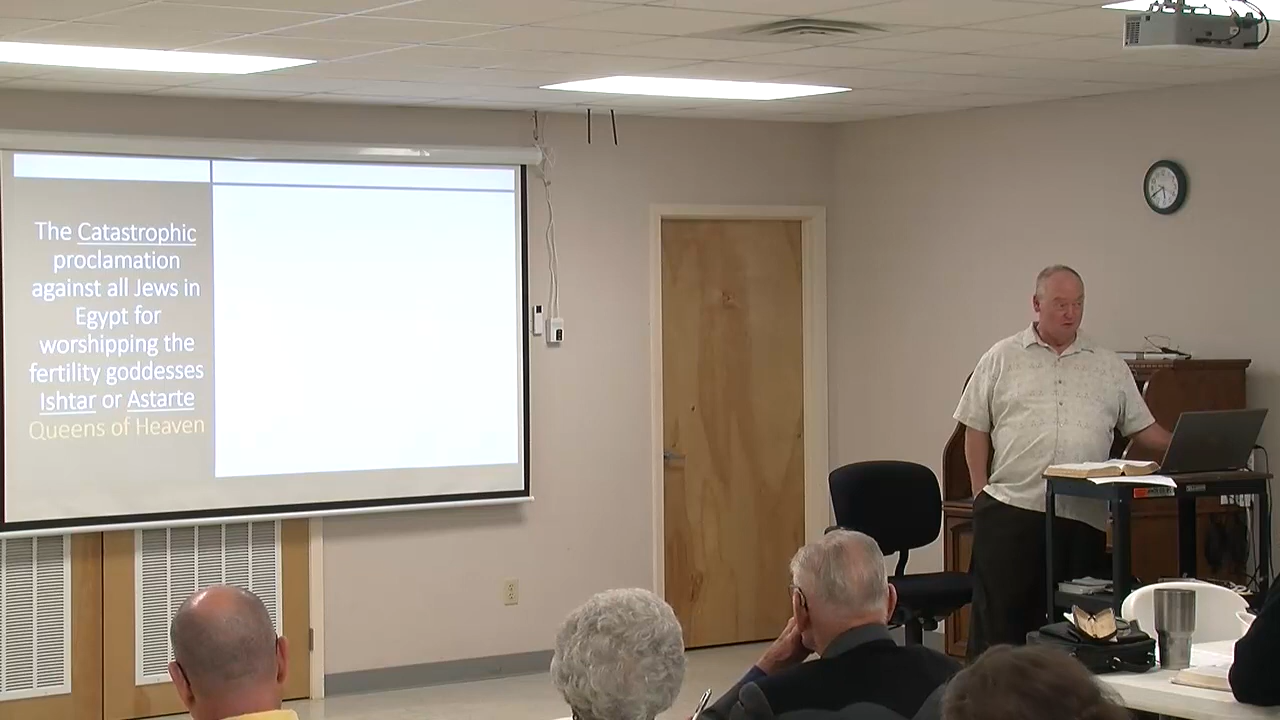 The Catastrophic
proclamation
against all Jews in
Egypt for
worshipping the
fertility goddesses
Ishtar or Astarte
Queens of Heaven